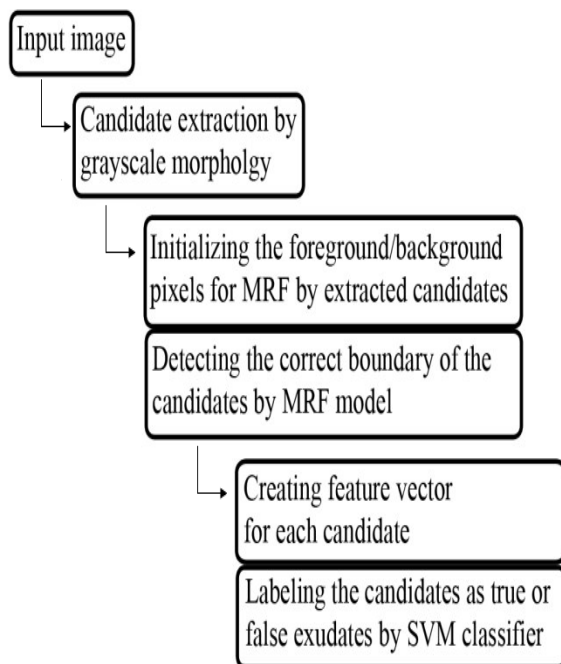 Input image
Candidate extraction by
grayscale morpholgy
Initializing the foreground/background
pixels for MRF by extracted candidates
Detecting the correct boundary of the
candidates by MRF model
Creating feature vector
for each candidate
Labeling the candidates as true or
false exudates by SVM classifier